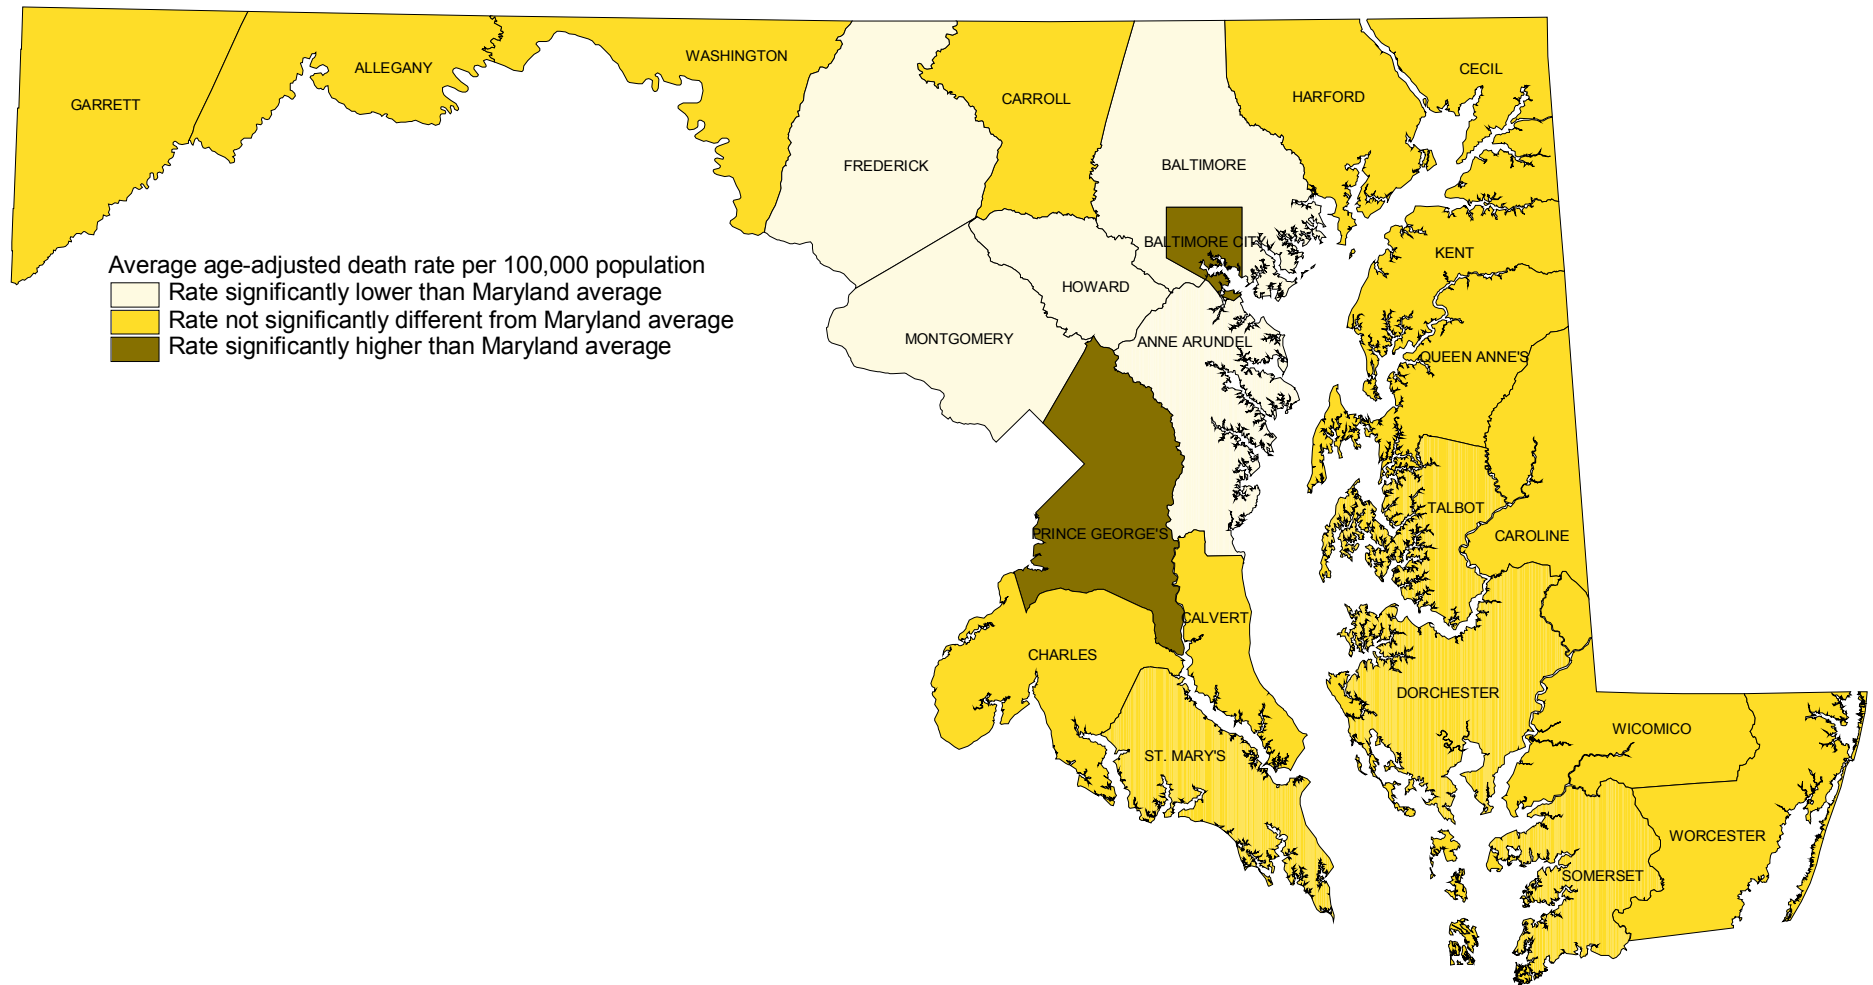 WASHINGTON
ALLEGANY
CECIL
GARRETT
CARROLL
HARFORD
FREDERICK
BALTIMORE
BALTIMORE CITY
KENT
Average age-adjusted death rate per 100,000 population
Rate significantly lower than Maryland average
Rate not significantly different from Maryland average
Rate significantly higher than Maryland average
HOWARD
MONTGOMERY
ANNE ARUNDEL
QUEEN ANNE'S
TALBOT
PRINCE GEORGE'S
CAROLINE
CALVERT
CHARLES
DORCHESTER
WICOMICO
ST. MARY'S
WORCESTER
SOMERSET